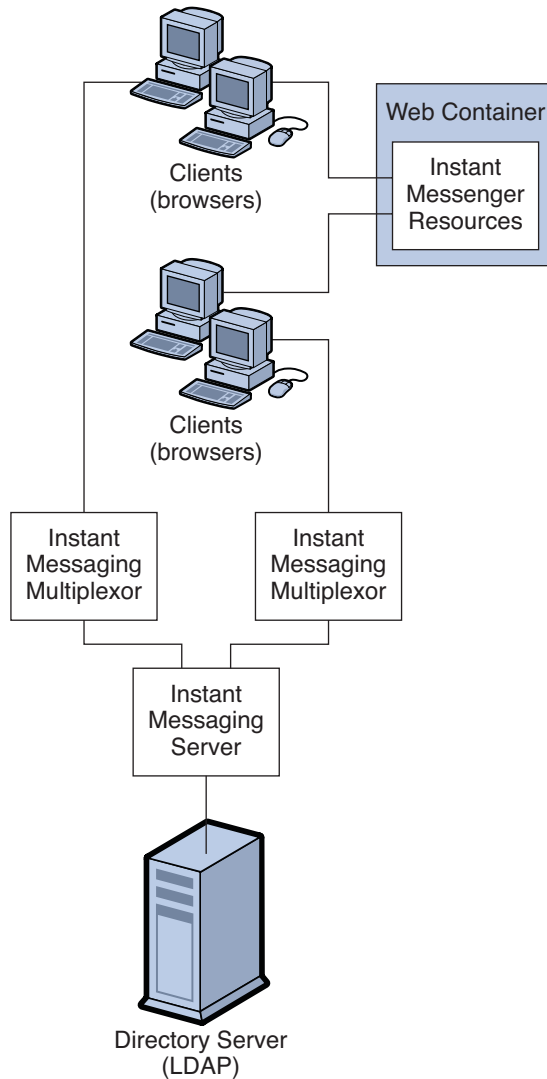 Clients
(browsers)
Web Container
Instant
Messenger
Resources
Clients
(browsers)
Instant
Messaging
Multiplexor
Instant
Messaging
Multiplexor
Instant
Messaging
Server
Directory Server
(LDAP)